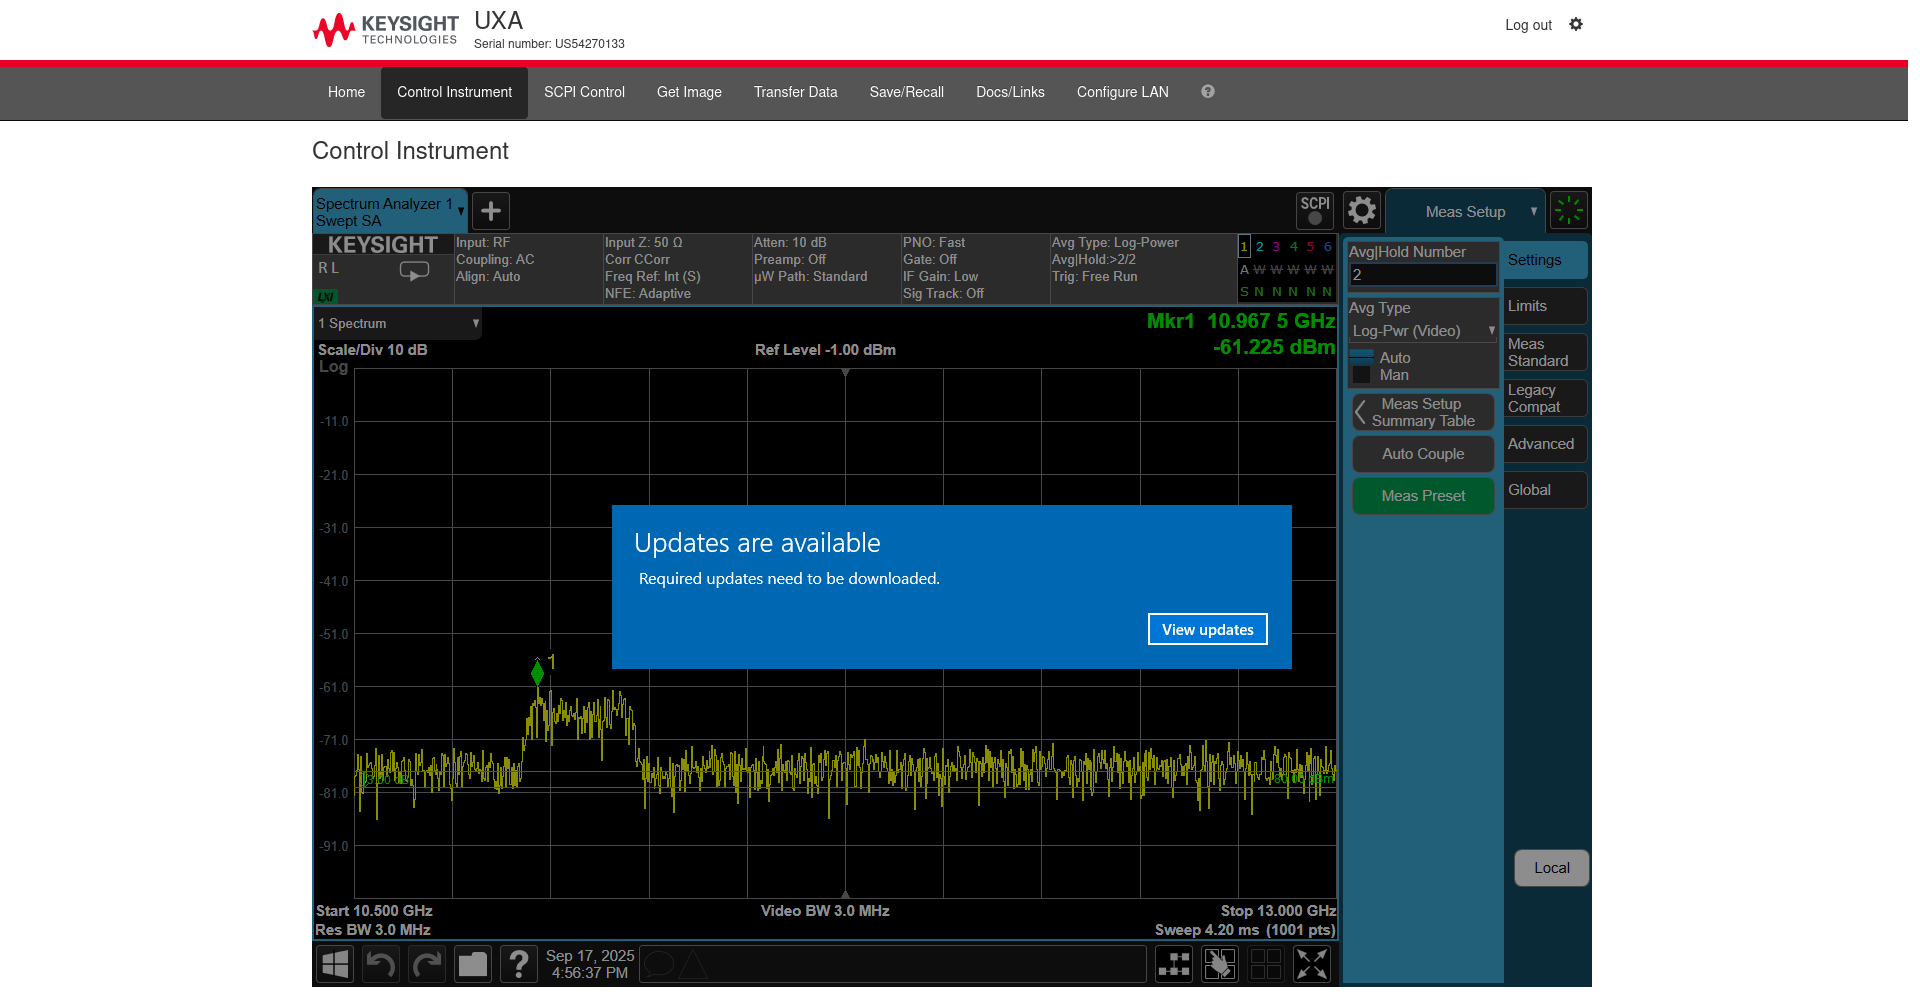 KEYSIGHT
TECHNOLOGIES
UXA
Serial number: US54270133
Log out
Home Control Instrument SCPI Control Get Image Transfer Data Save/Recall Docs/Links Configure LAN ?
Control Instrument
Spectrum Analyzer 1
Swept SA
SCPI
Meas Setup
KEYSIGHT
R L
LXI
Input: RF
Coupling: AC
Align: Auto
Input Z: 50 Ω
Corr CCorr
Freq Ref: Int (S)
NFE: Adaptive
Atten: 10 dB
Preamp: Off
µW Path: Standard
PNO: Fast
Gate: Off
IF Gain: Low
Sig Track: Off
Avg Type: Log-Power
Avg|Hold:>2/2
Trig: Free Run
1 2 3 4 5 6
A W W W W W
S N N N N N
1 Spectrum
Scale/Div 10 dB
Log
Ref Level -1.00 dBm
Mkr1 10.967 5 GHz
-61.225 dBm
-11.0
-21.0
-31.0
-41.0
-51.0
-61.0
-71.0
-81.0
-91.0
1
Updates are available
Required updates need to be downloaded.
View updates
Start 10.500 GHz
Res BW 3.0 MHz
Video BW 3.0 MHz
Stop 13.000 GHz
Sweep 4.20 ms (1001 pts)
Avg|Hold Number
2
Avg Type
Log-Pwr (Video)
Auto
Man
Meas Setup
Summary Table
Auto Couple
Meas Preset
Settings
Limits
Meas
Standard
Legacy
Compat
Advanced
Global
Local
?
Sep 17, 2025
4:56:37 PM